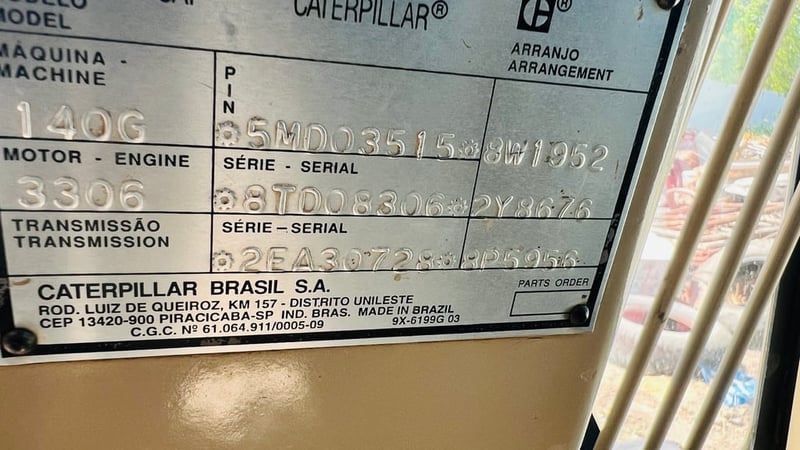 MODEL
CATERPILLAR®
ARRANJO
ARRANGEMENT
MÁQUINA -
MACHINE
PIN
140G
*5MD03515*
8W1952
MOTOR - ENGINE
SÉRIE - SERIAL
3306
*8TD08306*
2Y8676
TRANSMISSÃO
TRANSMISSION
SÉRIE - SERIAL
*2EA30728*
8P5956
CATERPILLAR BRASIL S.A.
PARTS ORDER
ROD. LUIZ DE QUEIROZ, KM 157 - DISTRITO UNILESTE
CEP 13420-900 PIRACICABA-SP IND. BRAS. MADE IN BRAZIL
C.G.C. Nº 61.064.911/0005-09
9X-6199G 03